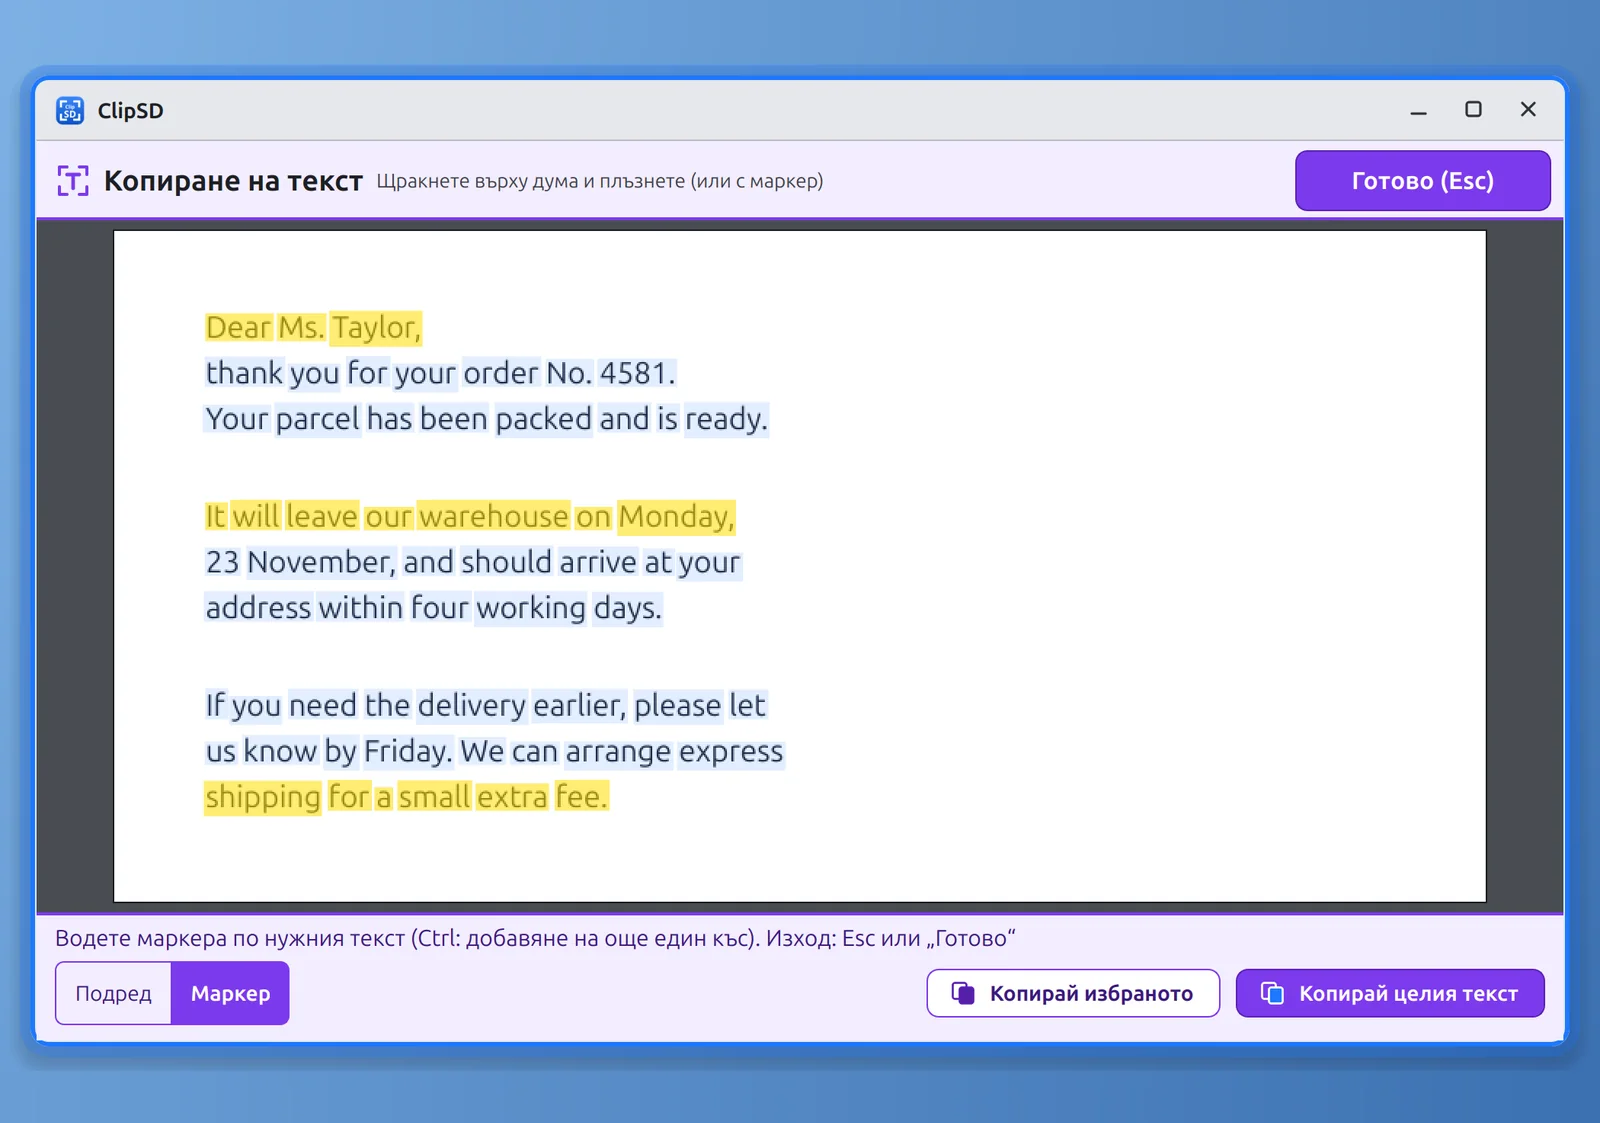 ClipSD
Копиране на текст Щракнете върху дума и плъзнете (или с маркер)
Готово (Esc)
Dear Ms. Taylor,
thank you for your order No. 4581.
Your parcel has been packed and is ready.
It will leave our warehouse on Monday,
23 November, and should arrive at your
address within four working days.
If you need the delivery earlier, please let
us know by Friday. We can arrange express
shipping for a small extra fee.
Водете маркера по нужния текст (Ctrl: добавяне на още един къс). Изход: Esc или „Готово“
Подред Маркер
Копирай избраното
Копирай целия текст